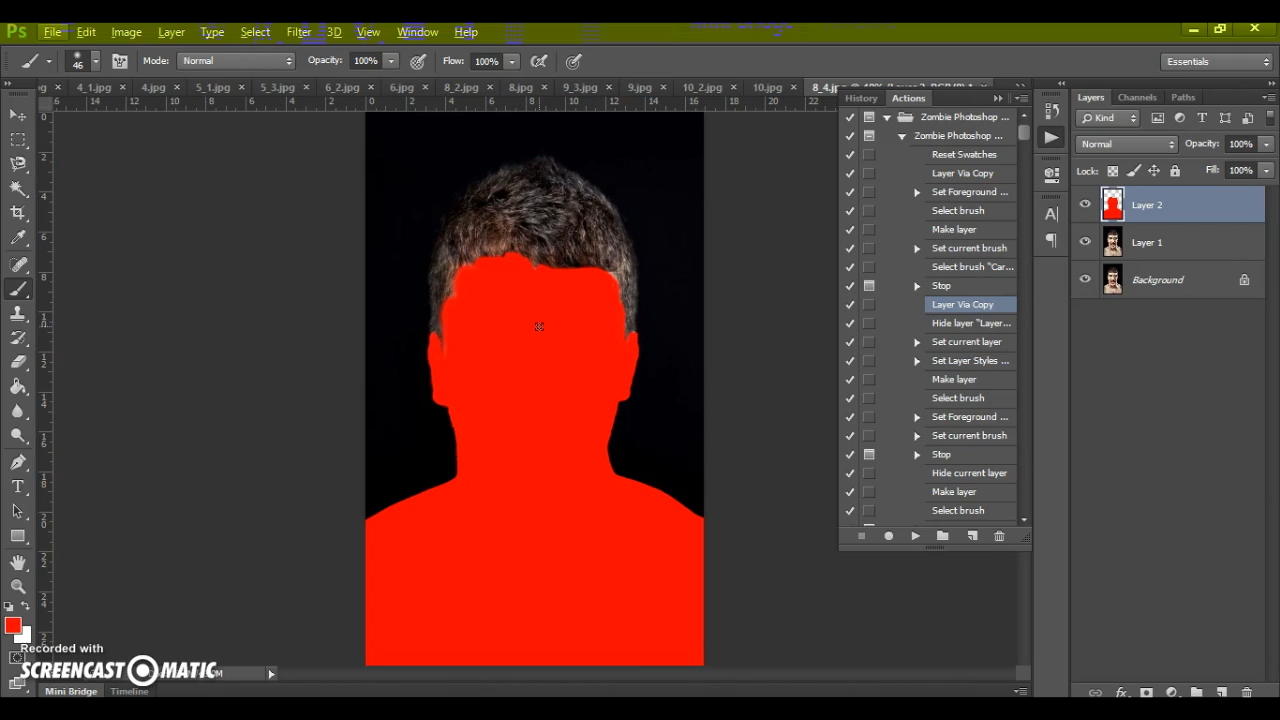 Ps File Edit Image Layer Type Select Filter 3D View Window Help
46 Mode: Normal Opacity: 100% Flow: 100% Essentials
4_1.jpg × 4.jpg × 5_1.jpg × 5_3.jpg × 6_2.jpg × 6.jpg × 8_2.jpg × 8.jpg × 9_3.jpg × 9.jpg × 10_2.jpg × 10.jpg ×
History Actions
Zombie Photoshop ...
Zombie Photoshop ...
Reset Swatches
Layer Via Copy
Set Foreground ...
Select brush
Make layer
Set current brush
Select brush "Car...
Stop
Layer Via Copy
Hide layer "Layer...
Set current layer
Set Layer Styles ...
Make layer
Select brush
Set Foreground ...
Set current brush
Stop
Hide current layer
Make layer
Select brush
Layers Channels Paths
Kind
Normal Opacity: 100%
Lock: Fill: 100%
Layer 2
Layer 1
Background
Recorded with
SCREENCAST-O-MATIC
Mini Bridge Timeline